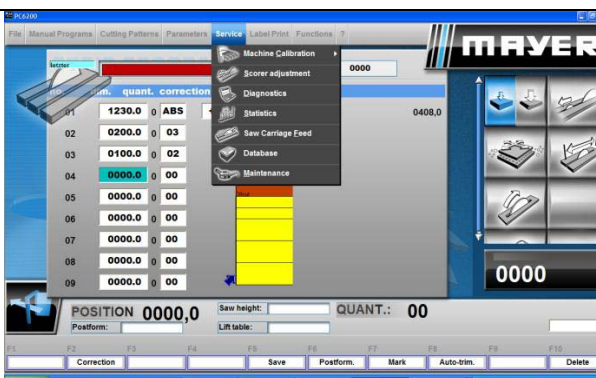 PC6200
File Manual Programs Cutting Patterns Parameters Service Label Print Functions ?
MAYER
letzter
Machine Calibration
0000
Scorer adjustment
quant. correction
Diagnostics
01 1230.0 0 ABS
Statistics
0408,0
02 0200.0 0 03
Saw Carriage Feed
03 0100.0 0 02
Database
04 0000.0 0 00
Maintenance
05 0000.0 0 00
06 0000.0 0 00
07 0000.0 0 00
08 0000.0 0 00
09 0000.0 0 00
0000
POSITION 0000,0
Saw height:
QUANT.: 00
Postform:
Lift table:
F1 F2 F3 F4 F5 F6 F7 F8 F9 F10
Correction Save Postform. Mark Auto-trim. Delete